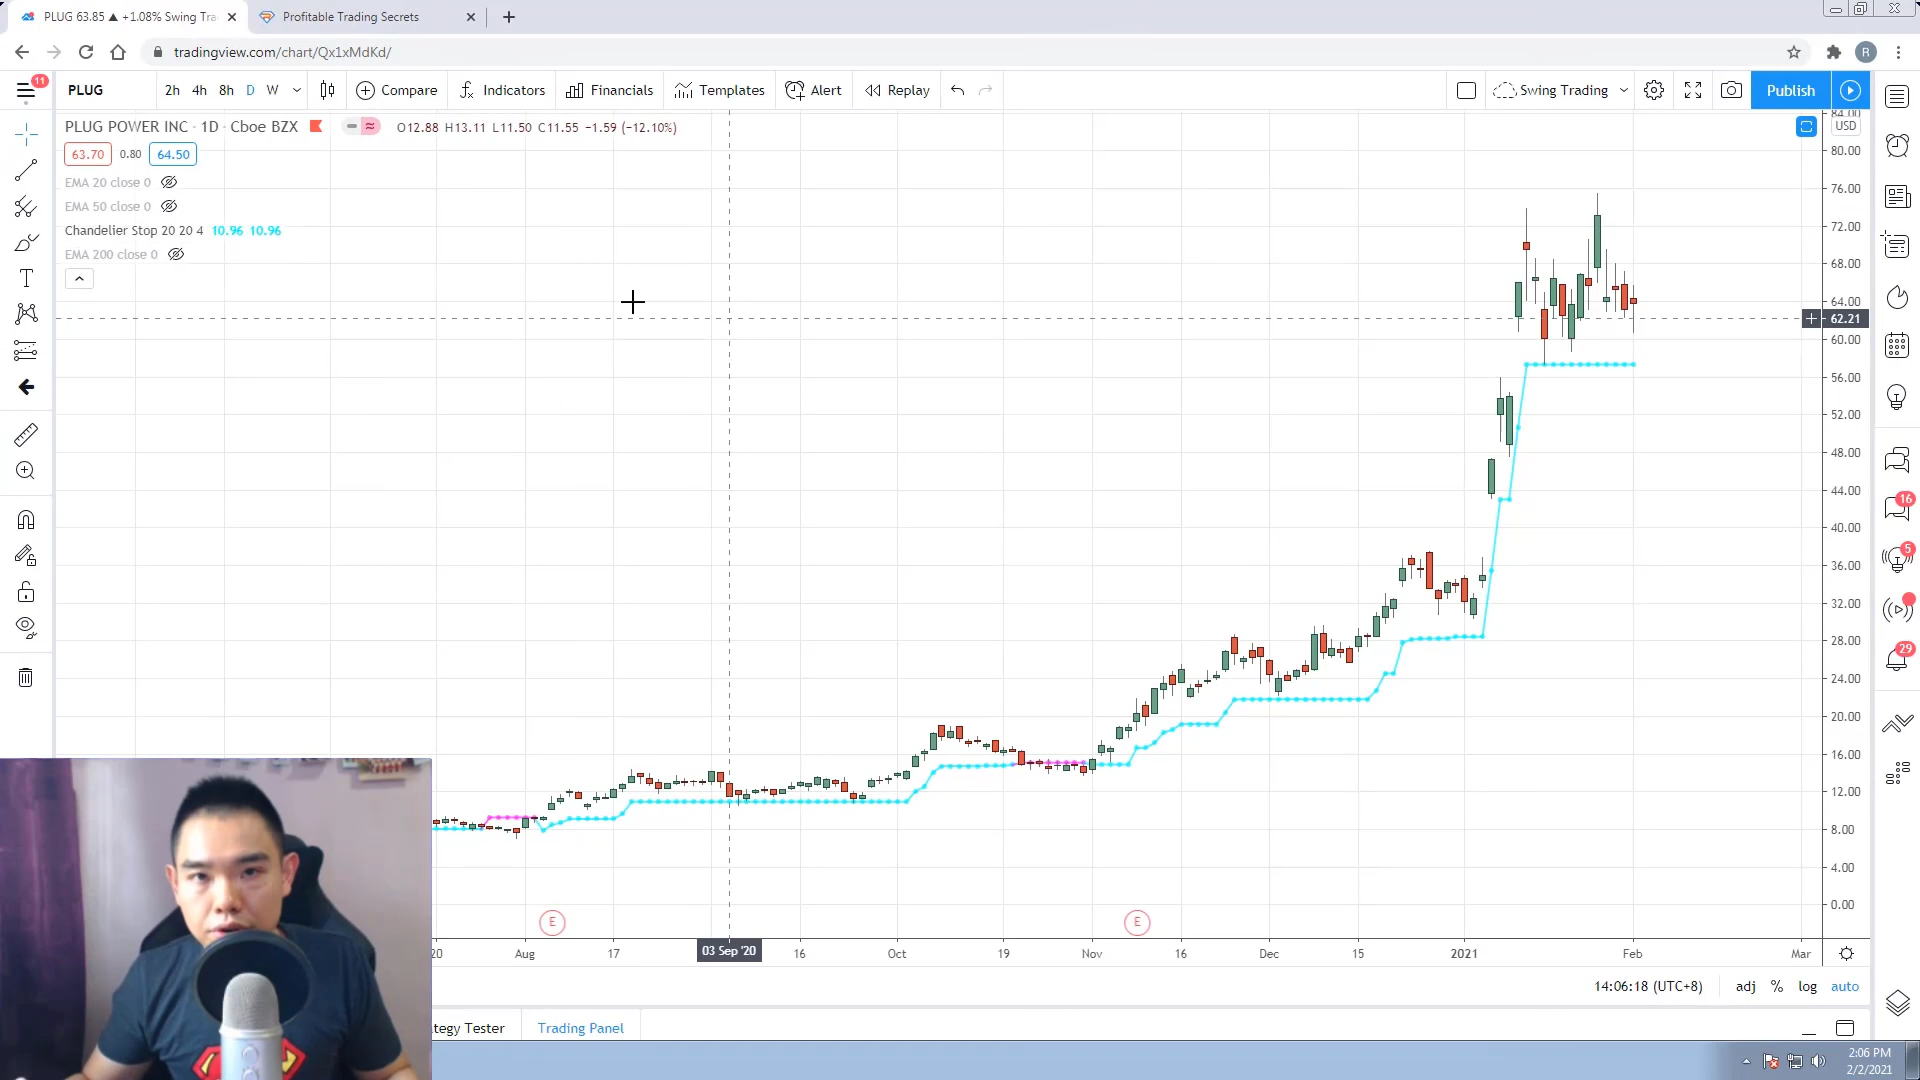 PLUG 63.85 ▲ +1.08% Swing Tra
Profitable Trading Secrets
tradingview.com/chart/Qx1xMdKd/
R
11
PLUG
2h 4h 8h D W
Compare
Indicators
Financials
Templates
Alert
Replay
Swing Trading
Publish
PLUG POWER INC · 1D · Cboe BZX
O12.88 H13.11 L11.50 C11.55 −1.59 (−12.10%)
63.70 0.80 64.50
EMA 20 close 0
EMA 50 close 0
Chandelier Stop 20 20 4 10.96 10.96
EMA 200 close 0
84.00
USD
80.00
76.00
72.00
68.00
64.00
62.21
60.00
56.00
52.00
48.00
44.00
40.00
36.00
32.00
28.00
24.00
20.00
16.00
12.00
8.00
4.00
0.00
16
5
29
E
E
20 Aug 17 03 Sep '20 16 Oct 19 Nov 16 Dec 15 2021 Feb Mar
14:06:18 (UTC+8) adj % log auto
tegy Tester
Trading Panel
2:06 PM
2/2/2021